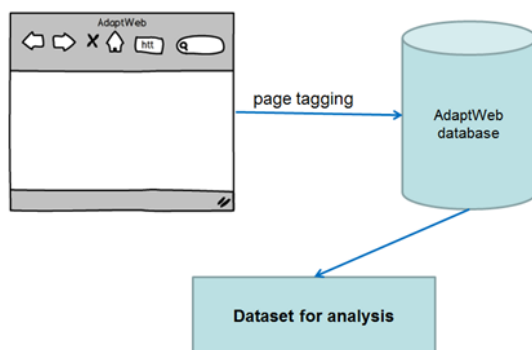 AdaptWeb
htt
page tagging
AdaptWeb
database
Dataset for analysis